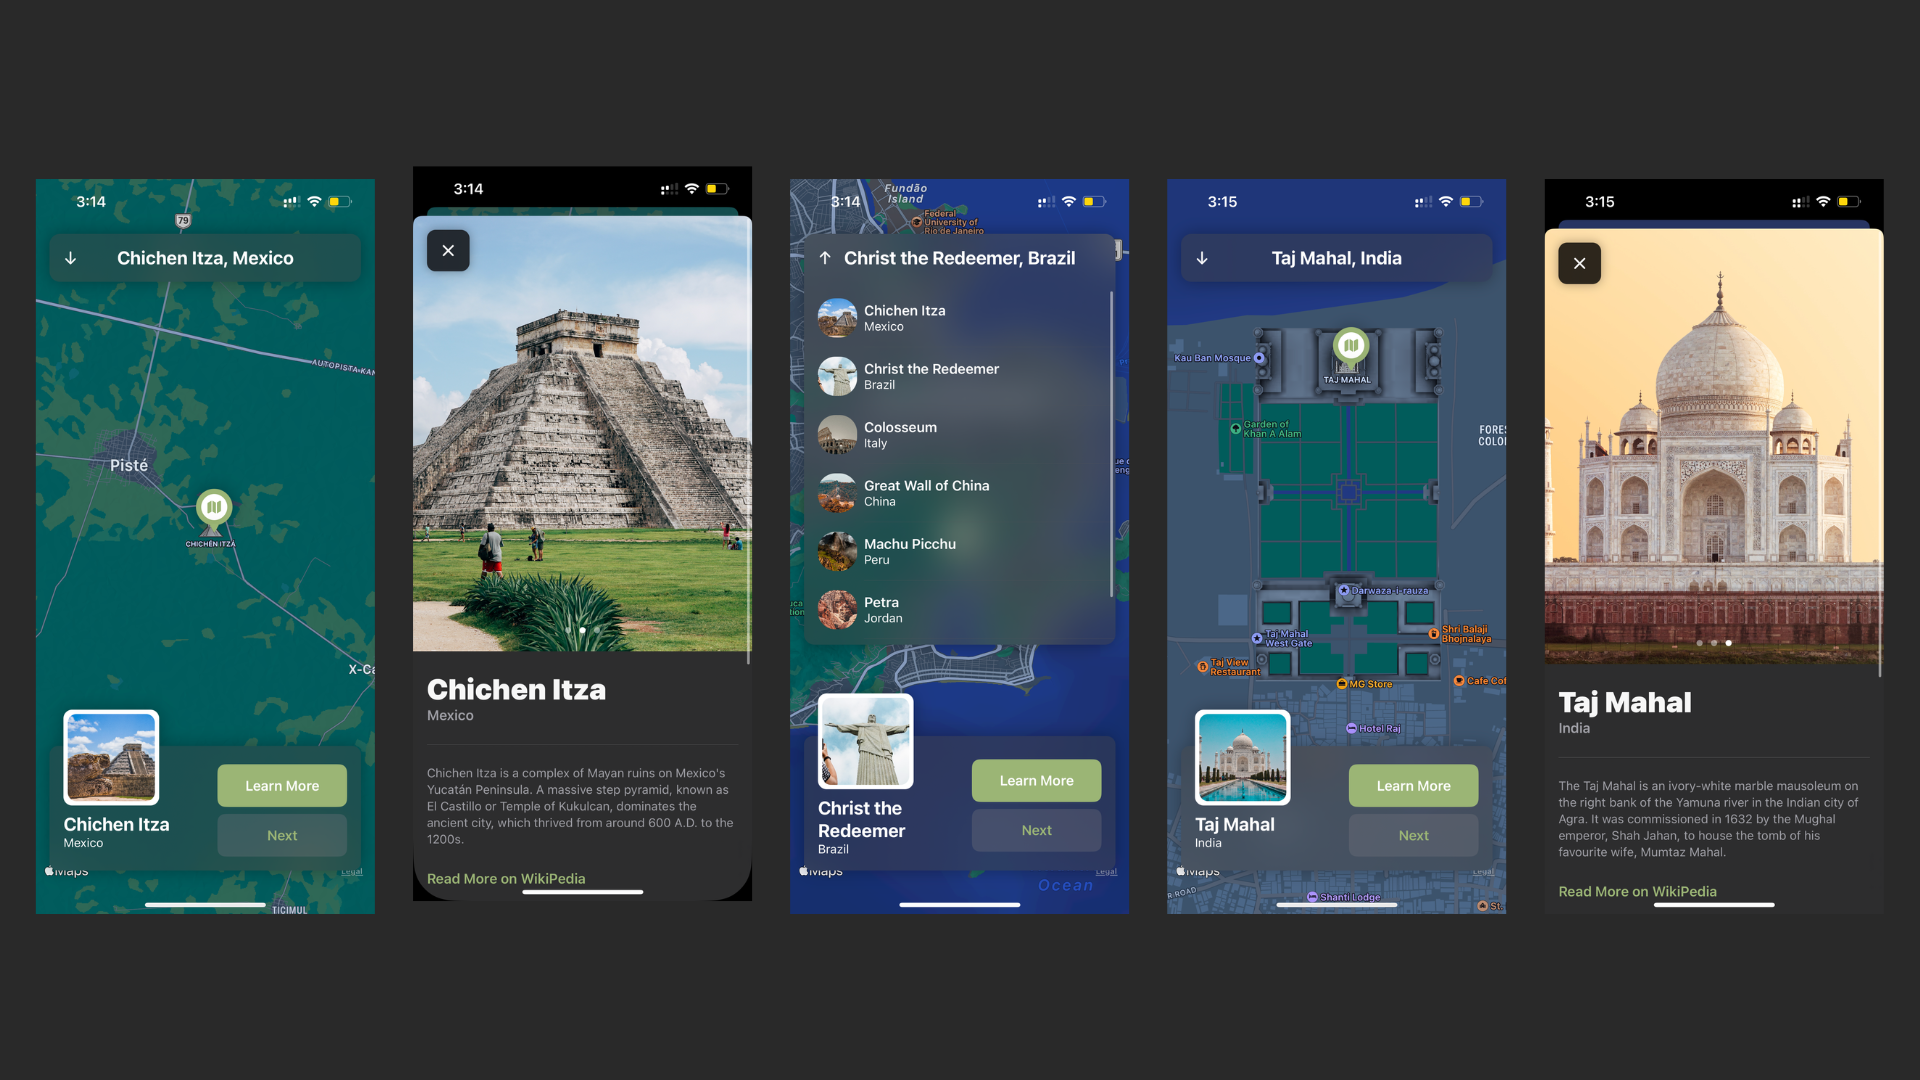 3:14
79
Chichen Itza, Mexico
AUTOPISTA KAN
Pisté
CHICHÉN ITZÁ
X-Ca
Chichen Itza
Mexico
Learn More
Next
Maps
Legal
TICIMUL
3:14
Chichen Itza
Mexico
Chichen Itza is a complex of Mayan ruins on Mexico's
Yucatán Peninsula. A massive step pyramid, known as
El Castillo or Temple of Kukulcan, dominates the
ancient city, which thrived from around 600 A.D. to the
1200s.
Read More on WikiPedia
Fundão
Island
3:14
Federal
University of
Rio de Janeiro
Christ the Redeemer, Brazil
Chichen Itza
Mexico
Christ the Redeemer
Brazil
Colosseum
Italy
Great Wall of China
China
Machu Picchu
Peru
Petra
Jordan
Christ the
Redeemer
Brazil
Learn More
Next
Maps
Legal
Ocean
3:15
Taj Mahal, India
Kau Ban Mosque
TAJ MAHAL
Garden of
Khan A Alam
FORES
COLO
Darwaza-i-rauza
Taj Mahal
West Gate
Shri Balaji
Bhojnalaya
Taj View
Restaurant
MG Store
Cafe Cof
Hotel Raj
Taj Mahal
India
Learn More
Next
Maps
Legal
R ROAD
Shanti Lodge
St.
3:15
Taj Mahal
India
The Taj Mahal is an ivory-white marble mausoleum on
the right bank of the Yamuna river in the Indian city of
Agra. It was commissioned in 1632 by the Mughal
emperor, Shah Jahan, to house the tomb of his
favourite wife, Mumtaz Mahal.
Read More on WikiPedia